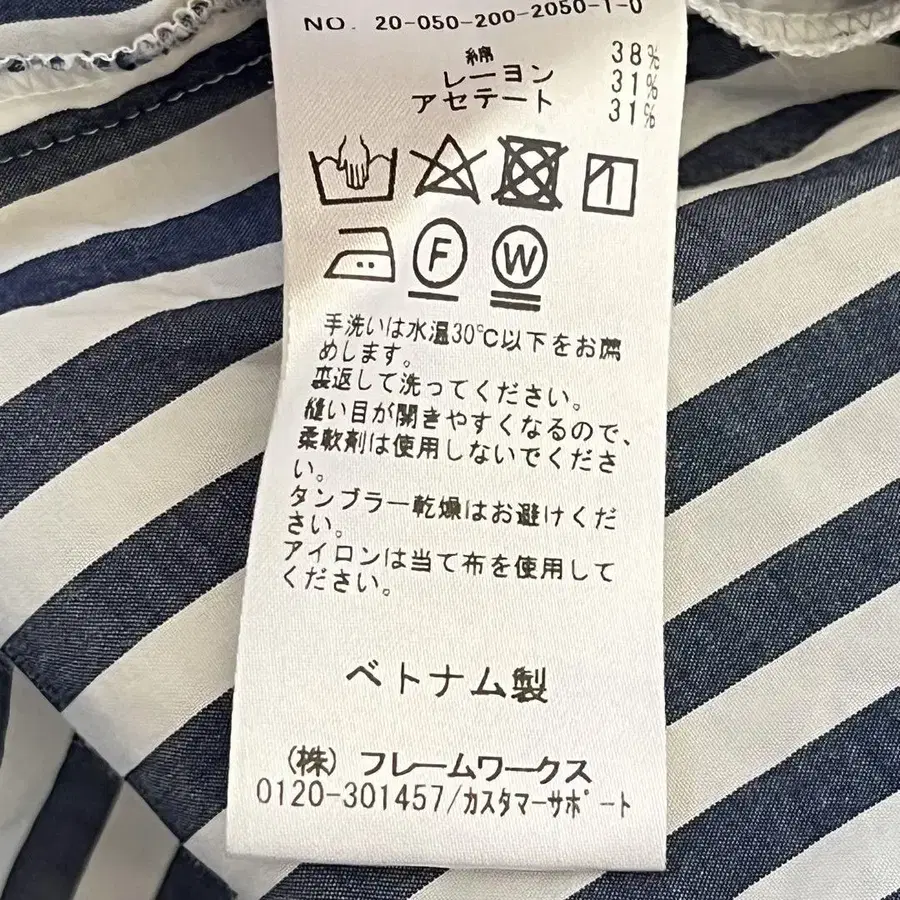 NO. 20-050-200-2050-1-0
綿 38%
レーヨン 31%
アセテート 31%
F W
手洗いは水温30℃以下をお薦
めします。
裏返して洗ってください。
縫い目が開きやすくなるので、
柔軟剤は使用しないでくださ
い。
タンブラー乾燥はお避けくだ
さい。
アイロンは当て布を使用して
ください。
ベトナム製
(株) フレームワークス
0120-301457/カスタマーサポート